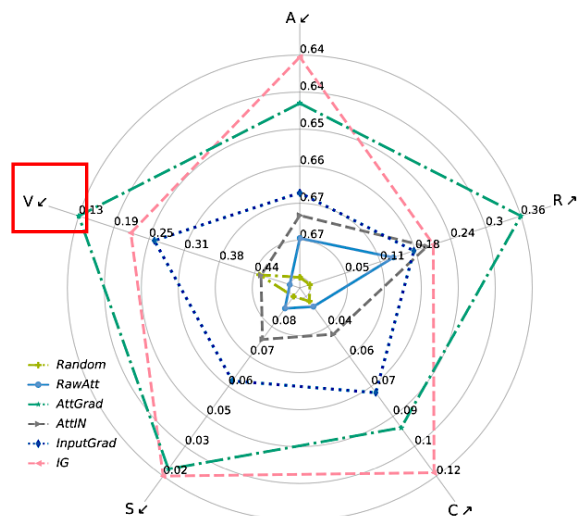 A ↙
0.64
0.64
0.65
0.66
0.67
0.67
R ↗
0.36
0.3
0.24
0.18
0.11
0.05
V ↙
0.13
0.19
0.25
0.31
0.38
0.44
0.08
0.07
0.06
0.05
0.03
0.02
S ↙
0.04
0.06
0.07
0.09
0.1
0.12
C ↗
Random
RawAtt
AttGrad
AttIN
InputGrad
IG